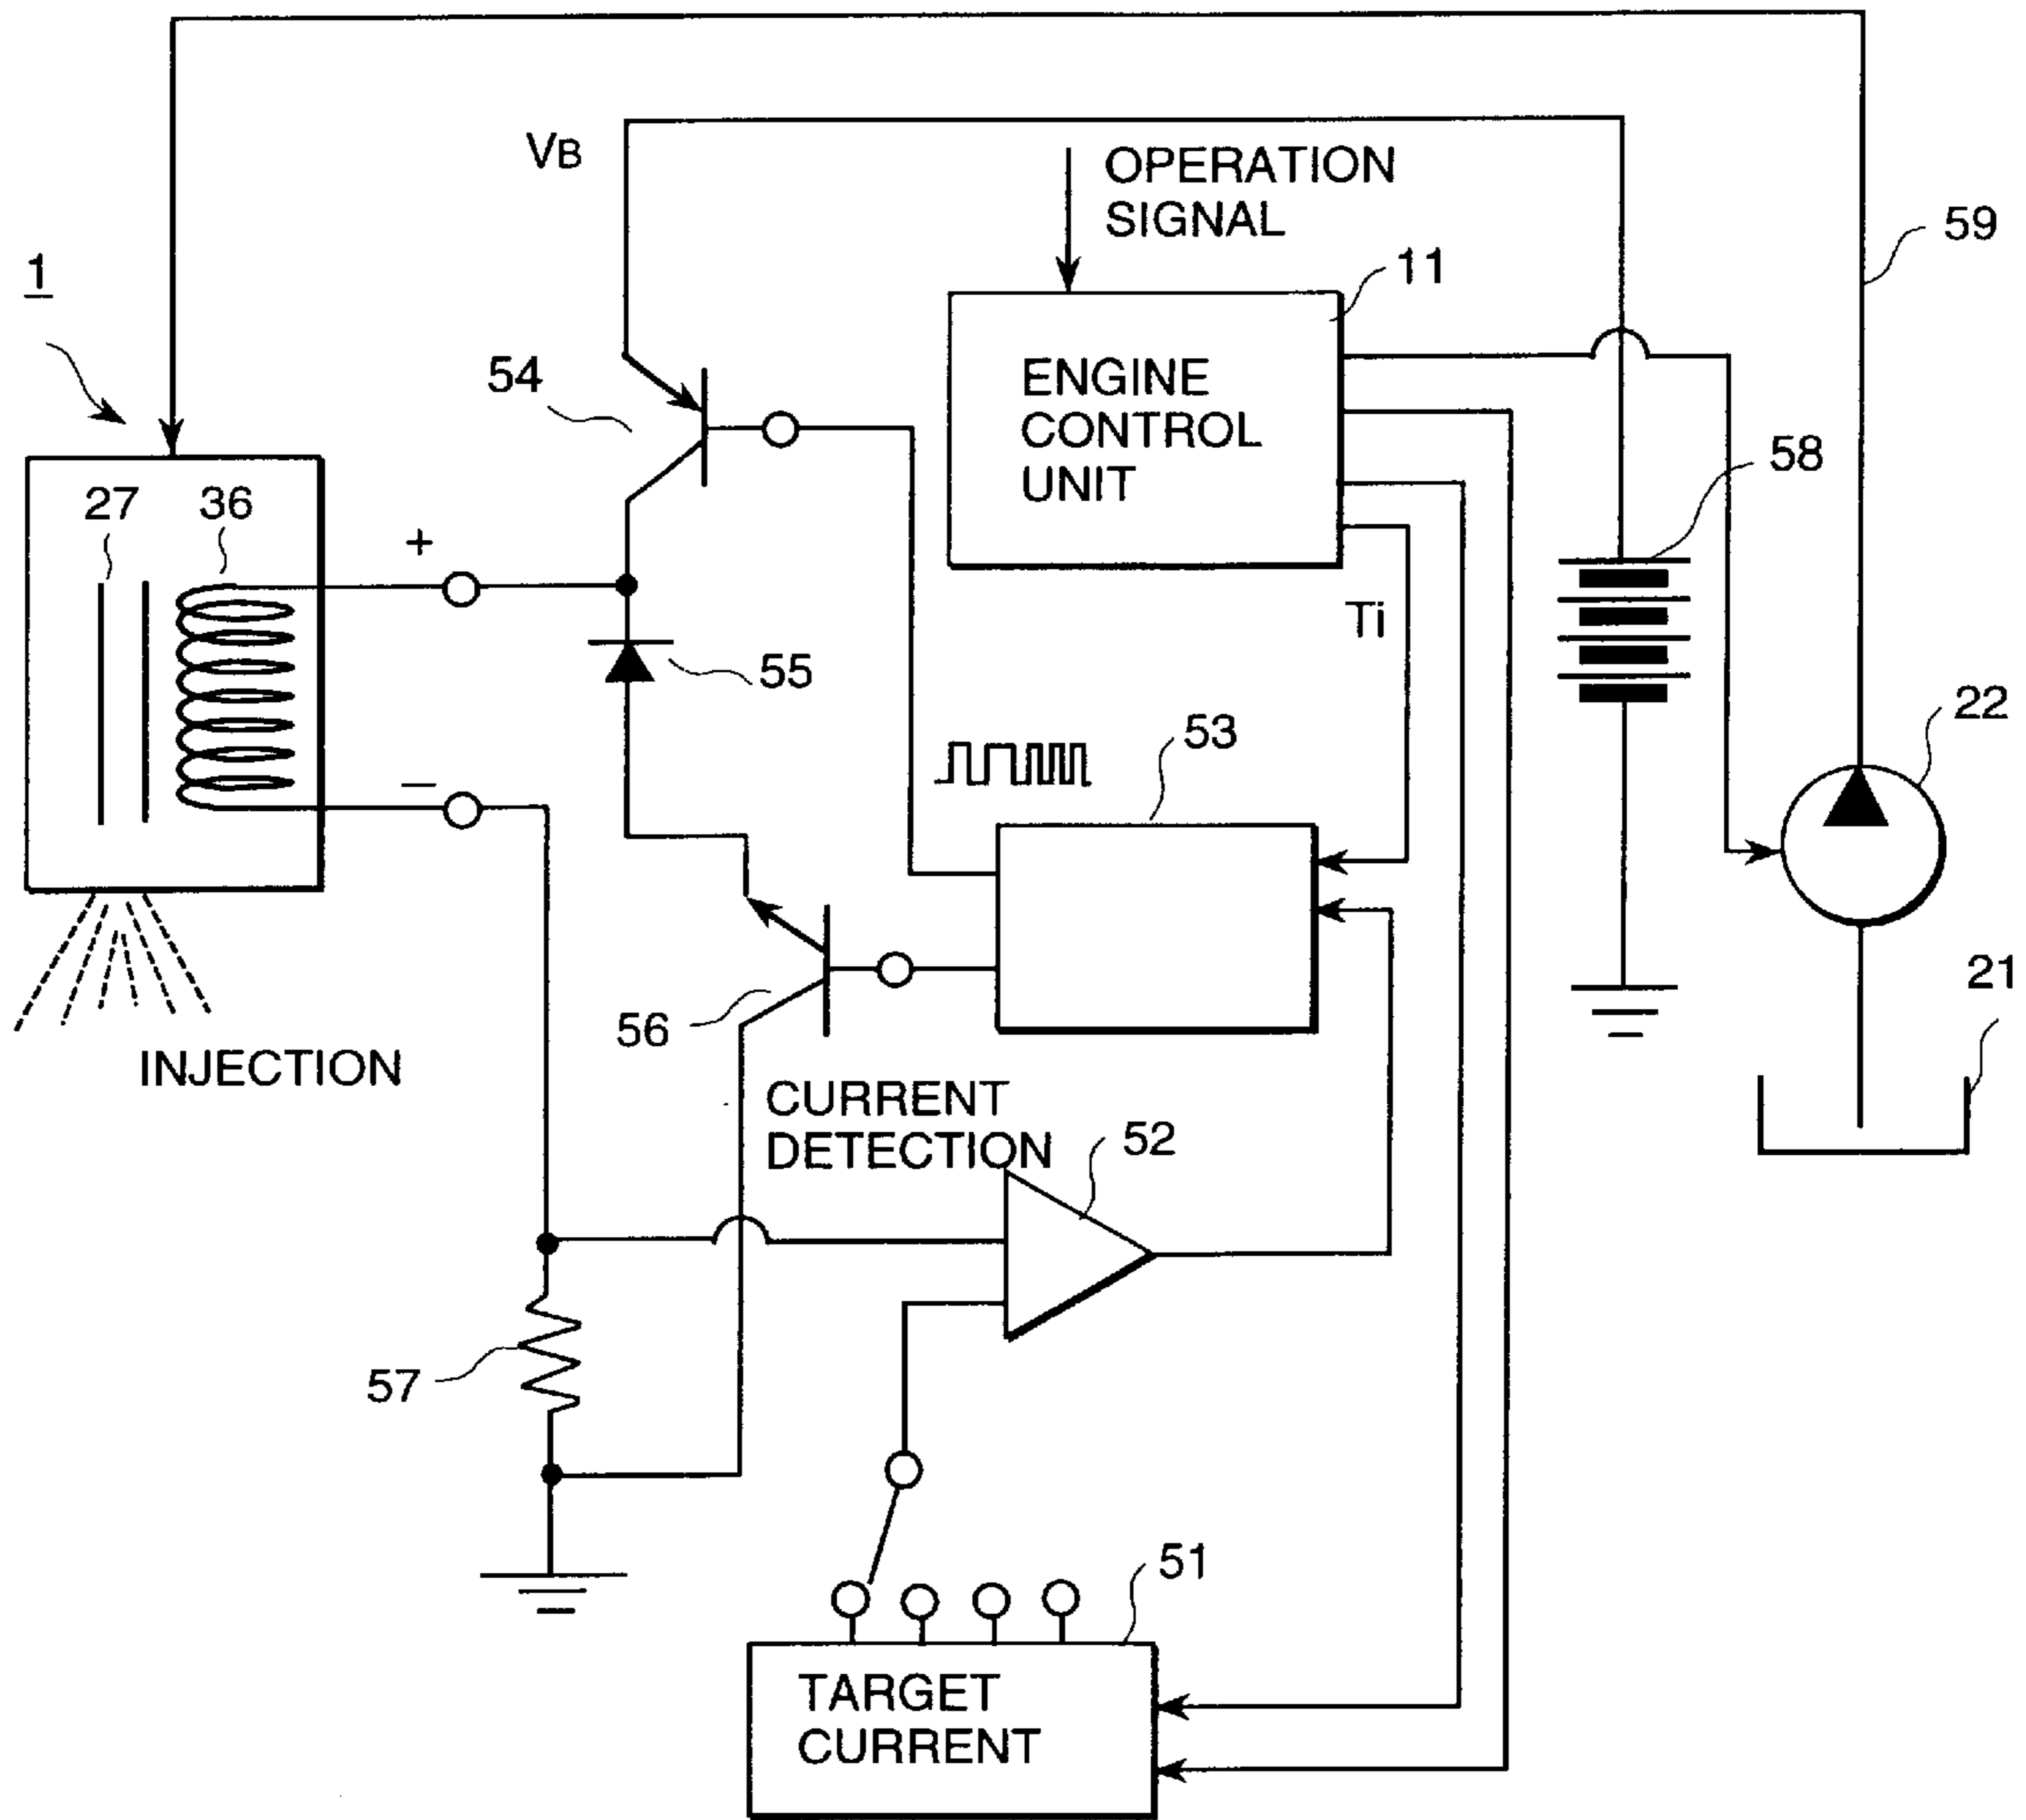 VB
OPERATION
SIGNAL
59
1
11
54
ENGINE
CONTROL
UNIT
58
27
36
+
Ti
55
22
53
–
21
56
INJECTION
CURRENT
DETECTION
52
57
51
TARGET
CURRENT